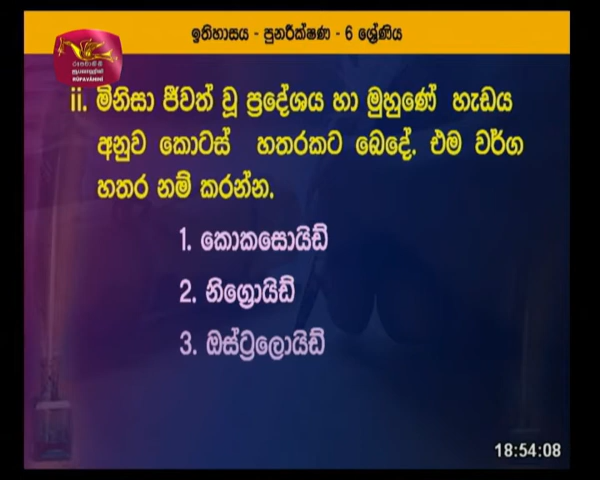 ඉතිහාසය - පුනරීක්ෂණ - 6 ශ්‍රේණිය
ii. මිනිසා ජීවත් වූ ප්‍රදේශය හා මුහුණේ හැඩය
අනුව කොටස් හතරකට බෙදේ. එම වර්ග
හතර නම් කරන්න.
1. කොකසොයිඩ්
2. නිග්‍රොයිඩ්
3. ඔස්ට්‍රලොයිඩ්
18:54:08